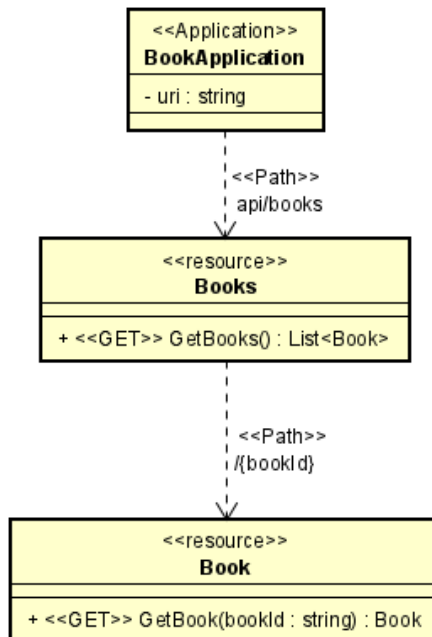 <<Application>>
BookApplication
- uri : string
<<Path>>
api/books
<<resource>>
Books
+ <<GET>> GetBooks() : List<Book>
<<Path>>
/{bookId}
<<resource>>
Book
+ <<GET>> GetBook(bookId : string) : Book